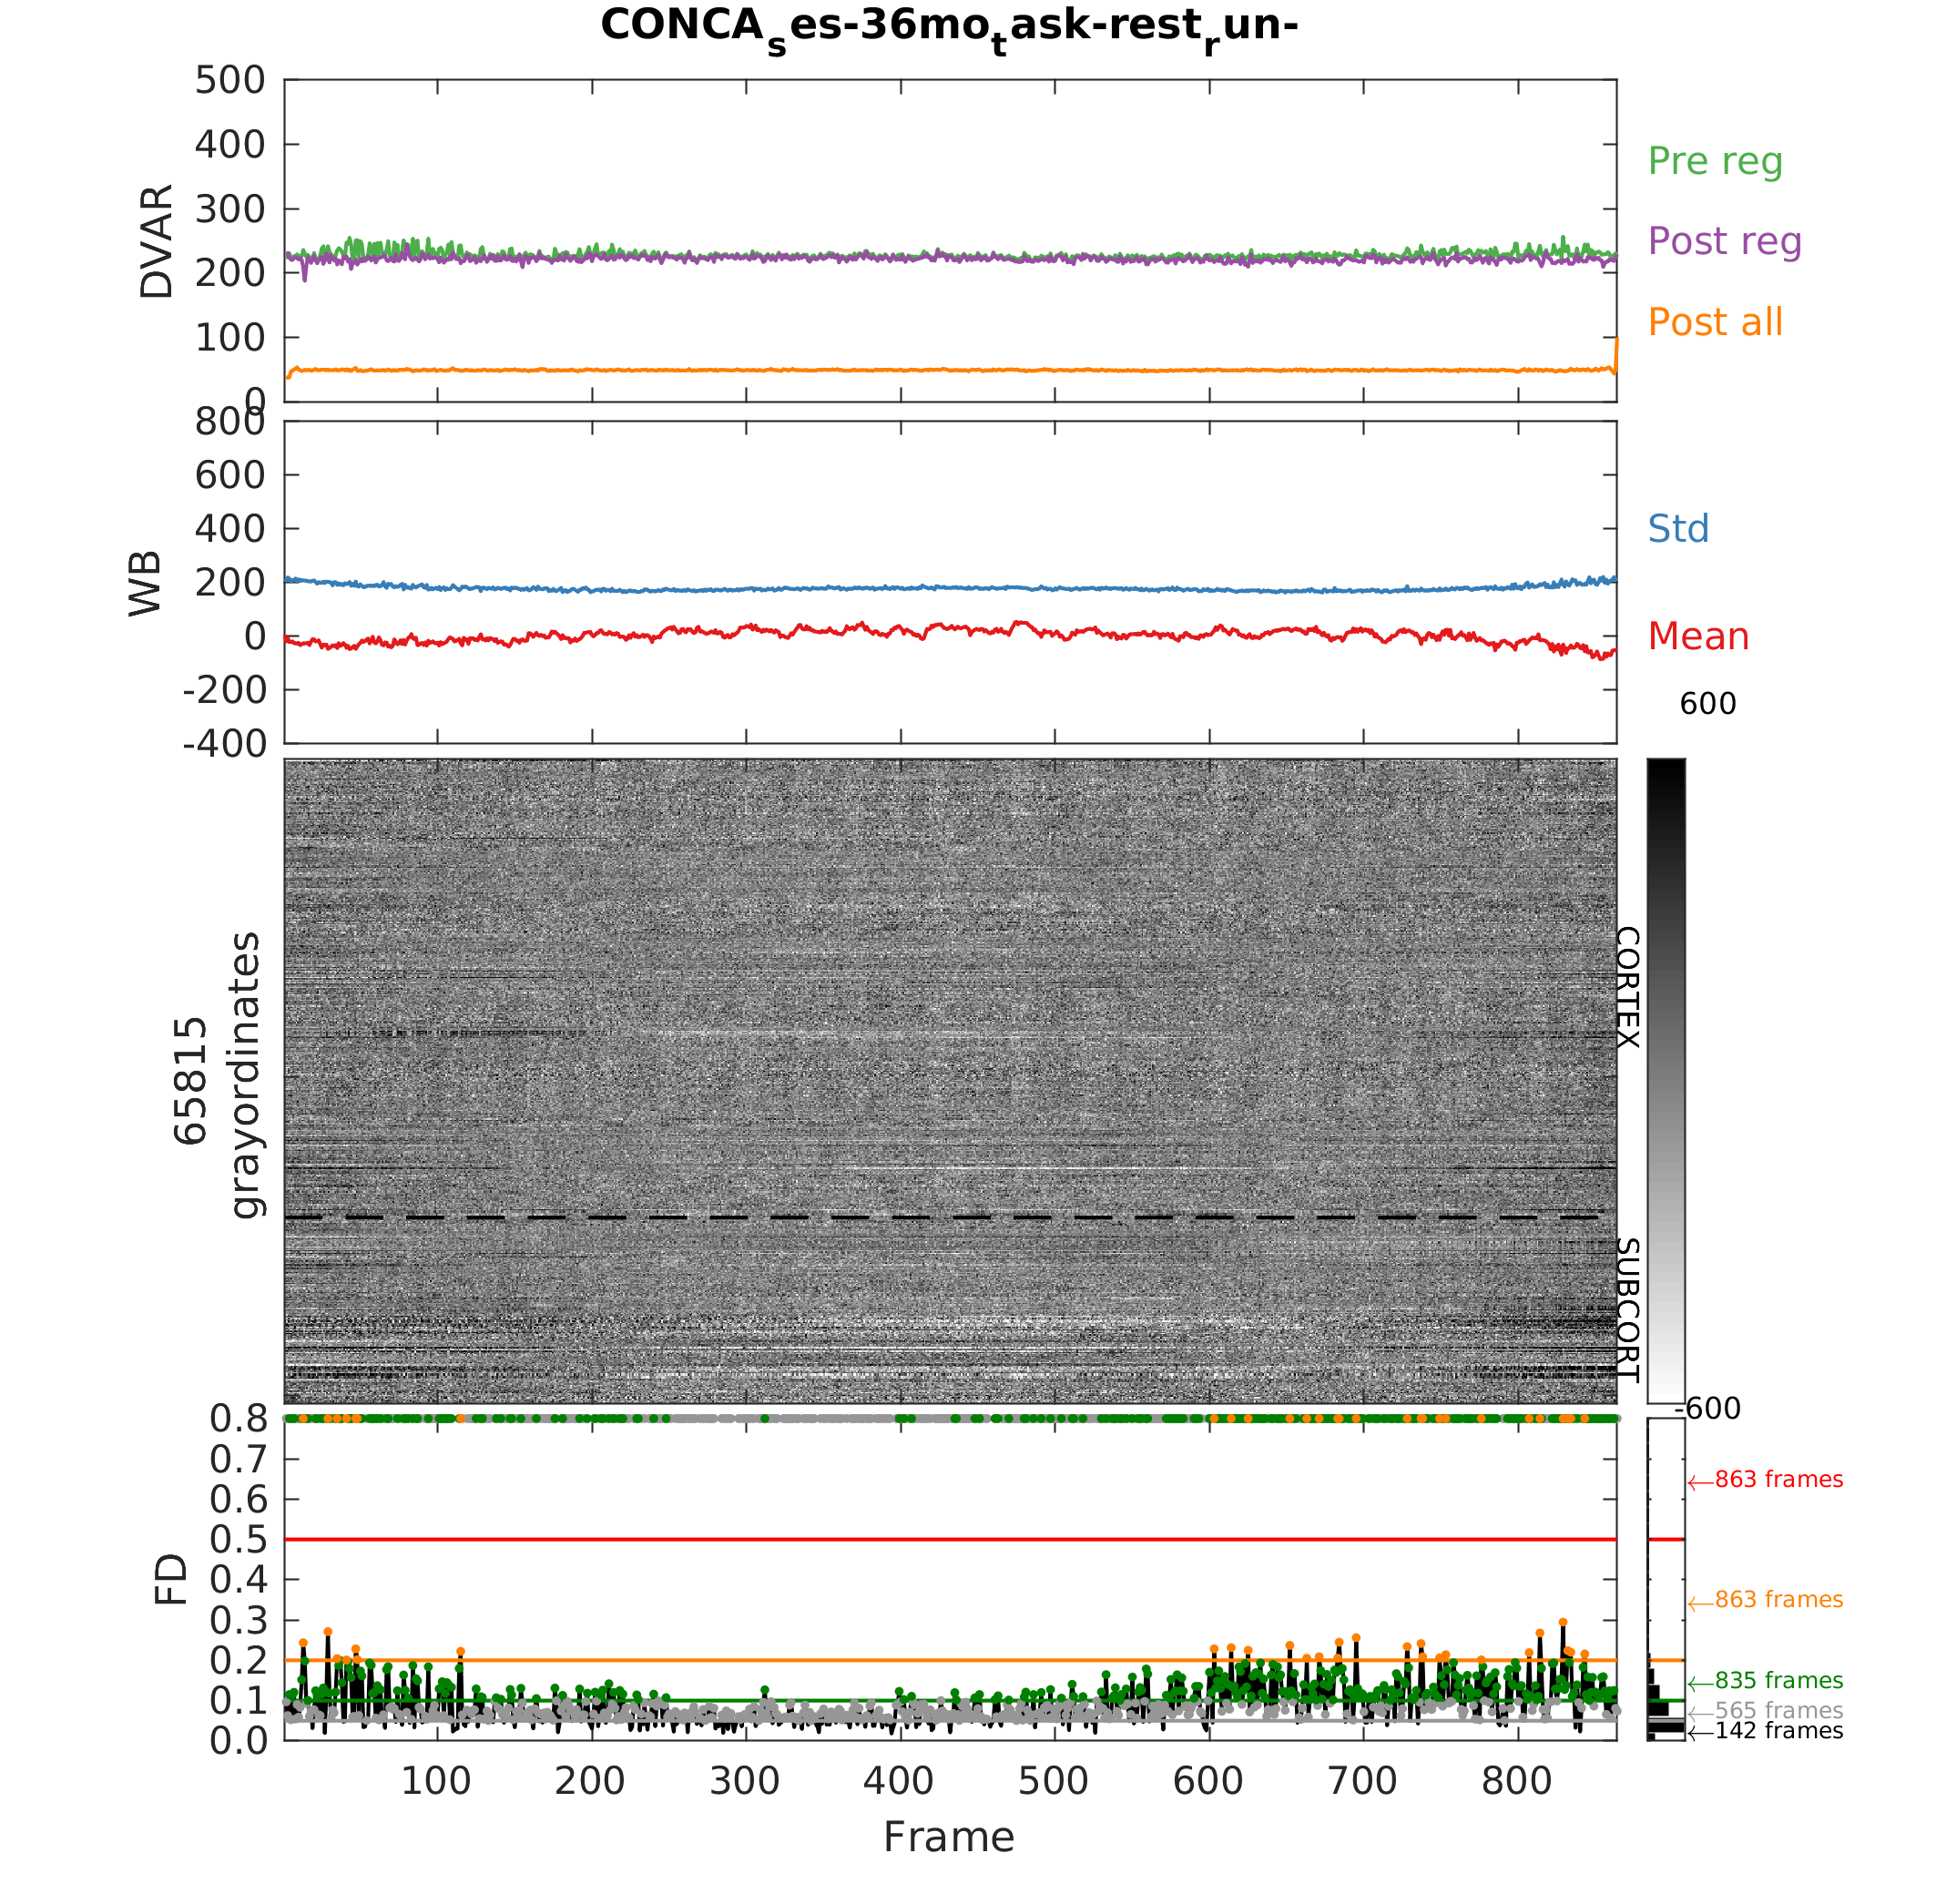 CONCAses-36motask-restrun-
500
400
300
200
100
0
DVAR
Pre reg
Post reg
Post all
800
600
400
200
0
-200
-400
WB
Std
Mean
600
65815
grayordinates
CORTEX
SUBCORT
-600
0.8
0.7
0.6
0.5
0.4
0.3
0.2
0.1
0.0
FD
←863 frames
←863 frames
←835 frames
←565 frames
←142 frames
100 200 300 400 500 600 700 800
Frame